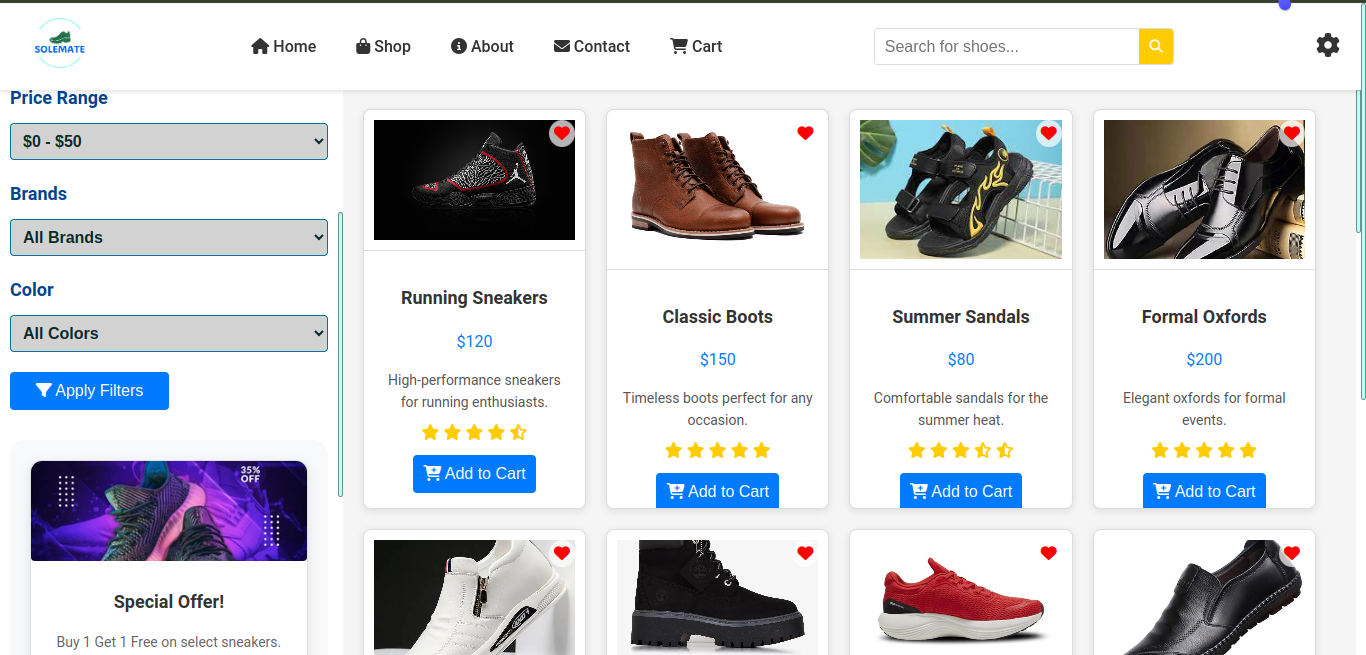 SOLEMATE
Home
Shop
About
Contact
Cart
Search for shoes...
Price Range
$0 - $50
Brands
All Brands
Color
All Colors
Apply Filters
35%
OFF
Special Offer!
Buy 1 Get 1 Free on select sneakers.
Running Sneakers
$120
High-performance sneakers
for running enthusiasts.
Add to Cart
Classic Boots
$150
Timeless boots perfect for any
occasion.
Add to Cart
Summer Sandals
$80
Comfortable sandals for the
summer heat.
Add to Cart
Formal Oxfords
$200
Elegant oxfords for formal
events.
Add to Cart